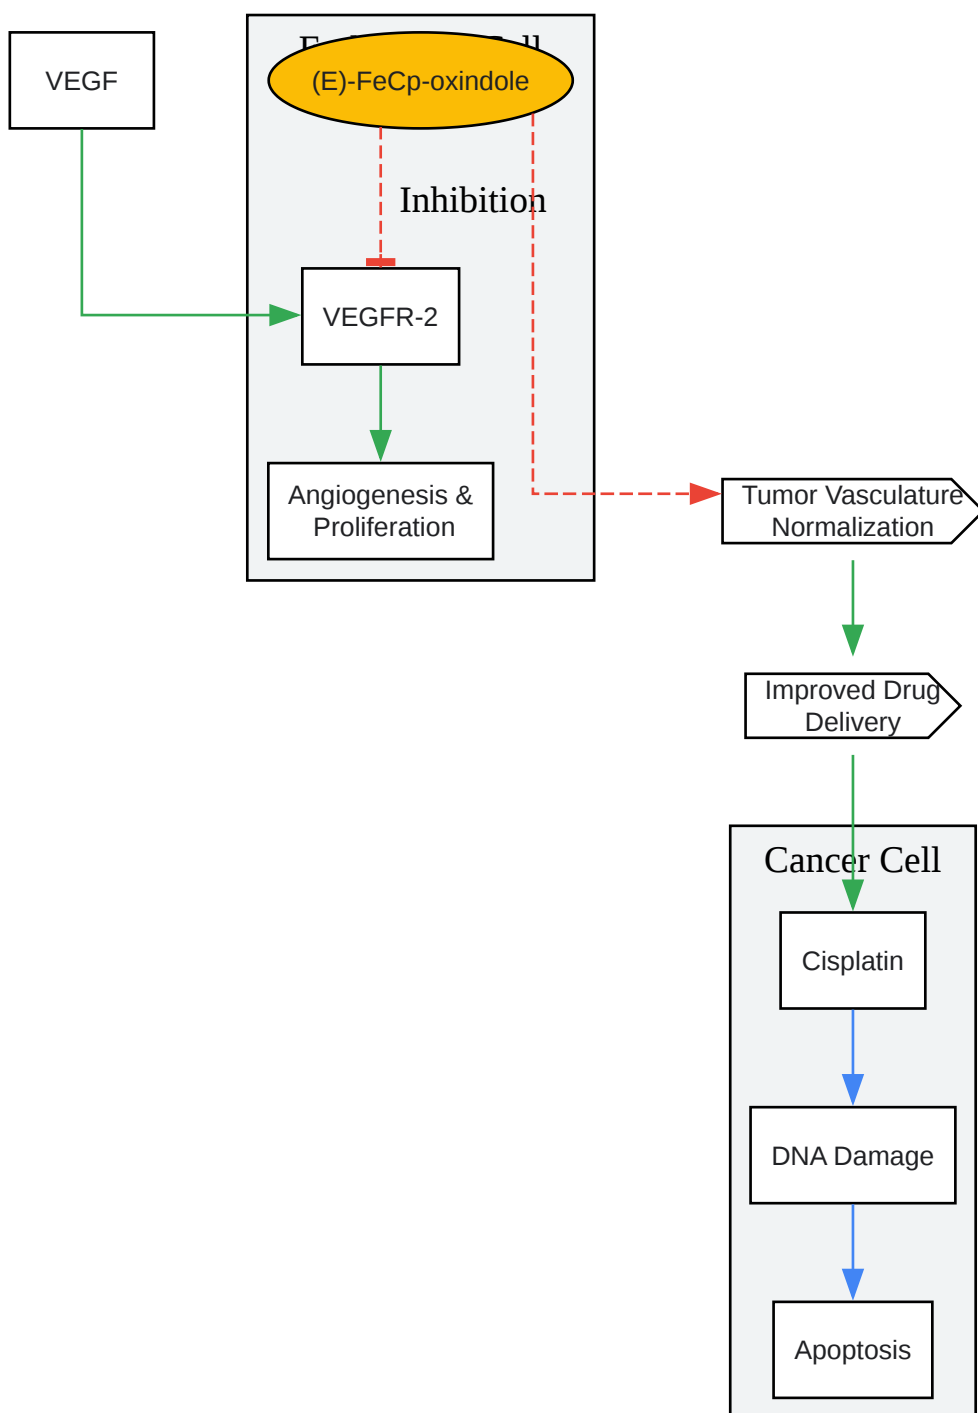 VEGF
(E)-FeCp-oxindole
Inhibition
VEGFR-2
Angiogenesis &
Proliferation
Tumor Vasculature
Normalization
Improved Drug
Delivery
Cancer Cell
Cisplatin
DNA Damage
Apoptosis